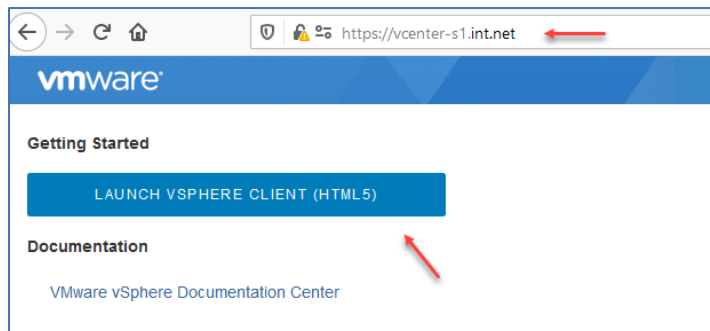 https://vcenter-s1.int.net
vmware®
Getting Started
LAUNCH VSPHERE CLIENT (HTML5)
Documentation
VMware vSphere Documentation Center